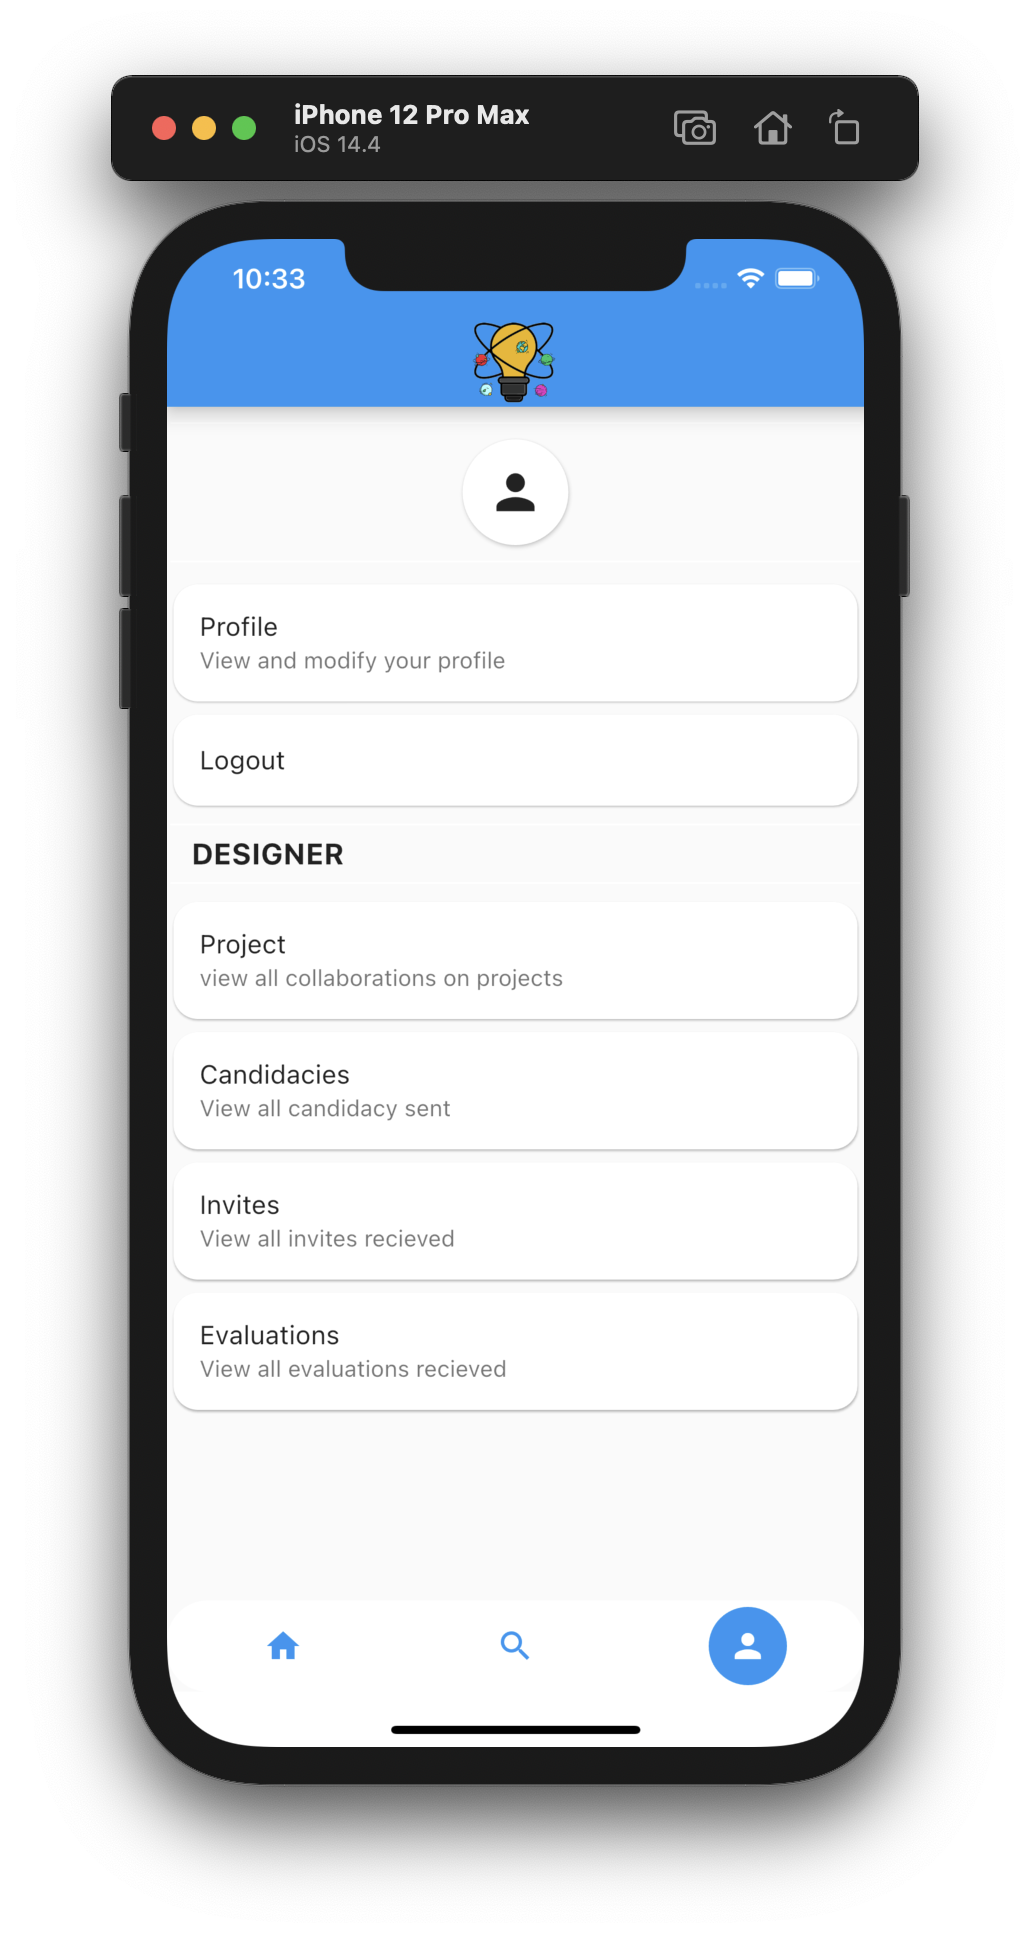 iPhone 12 Pro Max
iOS 14.4
10:33
Profile
View and modify your profile
Logout
DESIGNER
Project
view all collaborations on projects
Candidacies
View all candidacy sent
Invites
View all invites recieved
Evaluations
View all evaluations recieved